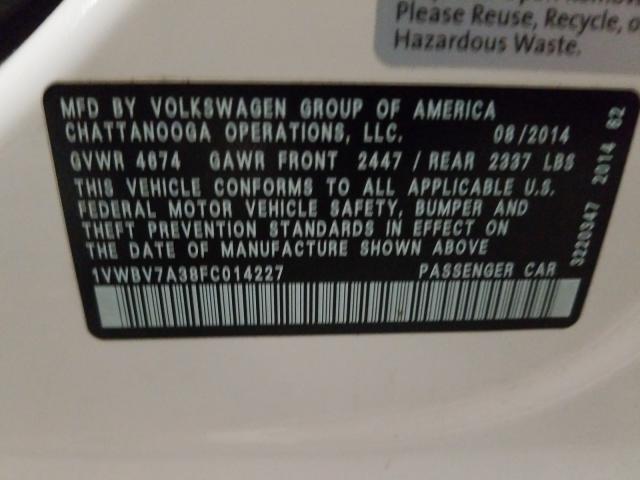 Please Reuse, Recycle, o
Hazardous Waste.
MFD BY VOLKSWAGEN GROUP OF AMERICA
CHATTANOOGA OPERATIONS, LLC. 08/2014
GVWR 4674 GAWR FRONT 2447 / REAR 2337 LBS
THIS VEHICLE CONFORMS TO ALL APPLICABLE U.S.
FEDERAL MOTOR VEHICLE SAFETY, BUMPER AND
THEFT PREVENTION STANDARDS IN EFFECT ON
THE DATE OF MANUFACTURE SHOWN ABOVE
1VWBV7A38FC014227 PASSENGER CAR
3220347 2014 62